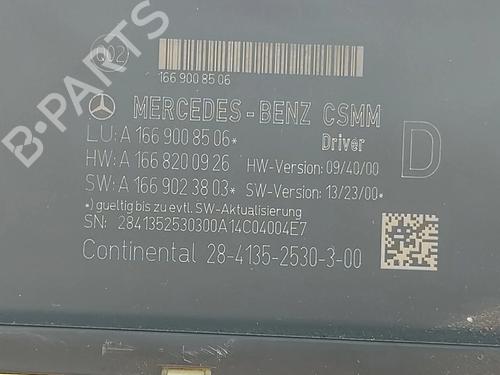 Q02
166 900 85 06
MERCEDES-BENZ CSMM
LU: A 166 900 85 06* Driver
D
HW: A 166 820 09 26 HW-Version: 09/40/00
SW: A 166 902 38 03* SW-Version: 13/23/00*
*) gueltig bis zu evtl. SW-Aktualisierung
SN: 2841352530300A14C04004E7
Continental 28-4135-2530-3-00
B-PARTS